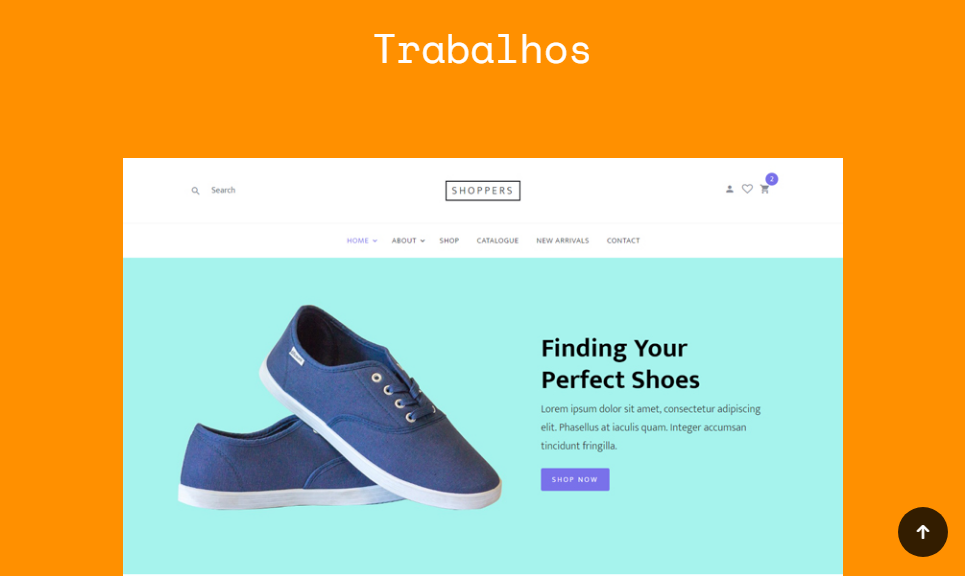 Trabalhos
Search
SHOPPERS
2
HOME ABOUT SHOP CATALOGUE NEW ARRIVALS CONTACT
Finding Your
Perfect Shoes
Lorem ipsum dolor sit amet, consectetur adipiscing
elit. Phasellus at iaculis quam. Integer accumsan
tincidunt fringilla.
SHOP NOW